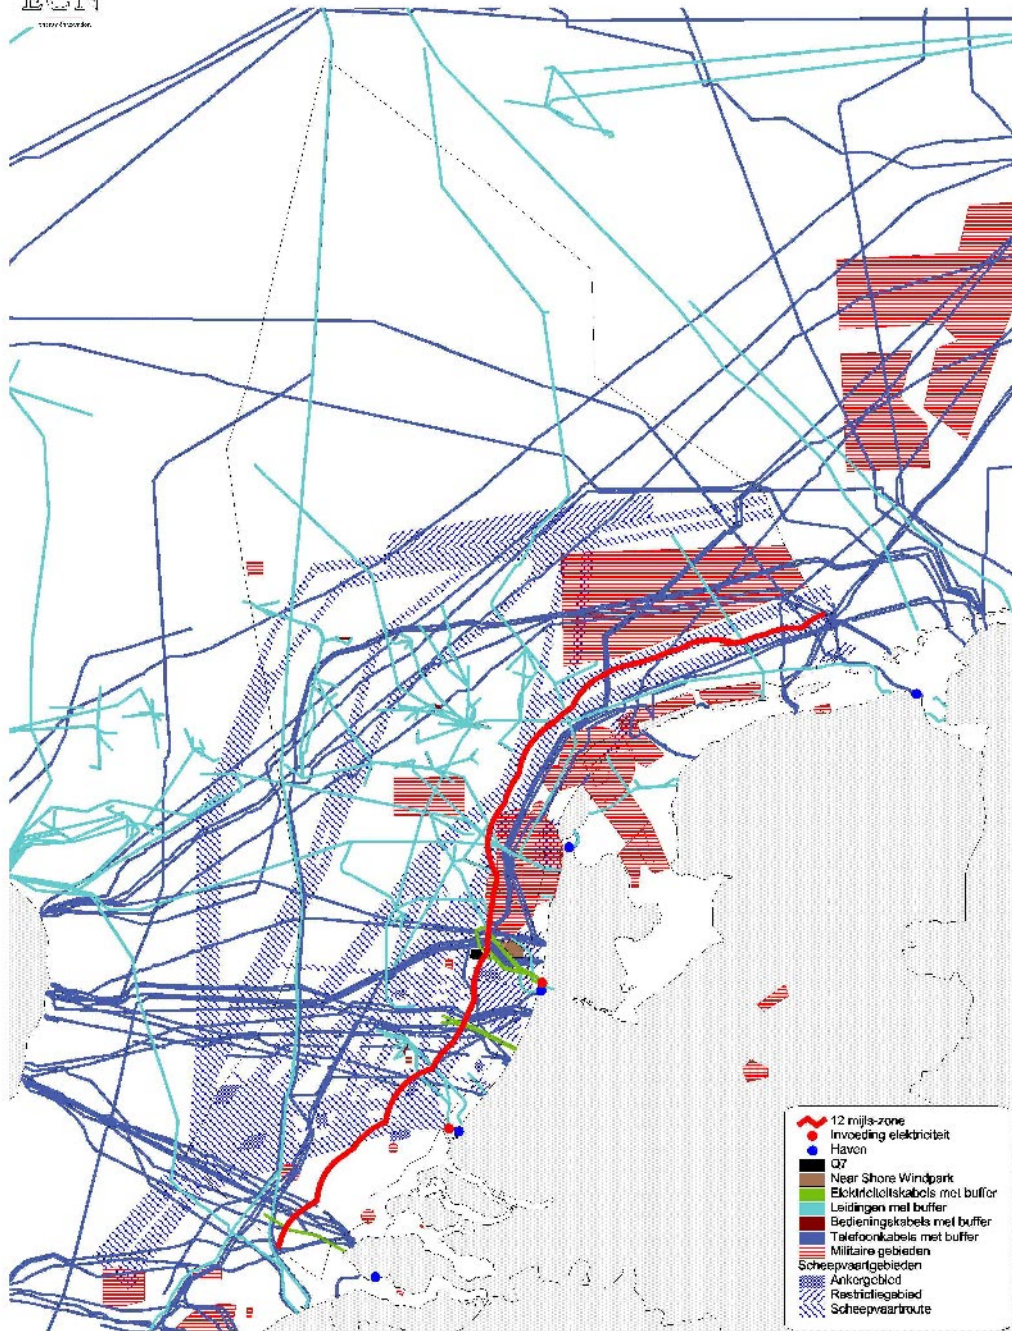 ECN
12 mijls-zone
Invoeding elektriciteit
Haven
Q7
Near Shore Windpark
Elektriciteitskabels met buffer
Leidingen met buffer
Bedieningskabels met buffer
Telefoonkabels met buffer
Militaire gebieden
Scheepvaartgebieden
Ankergebied
Restrictiegebied
Scheepvaartroute